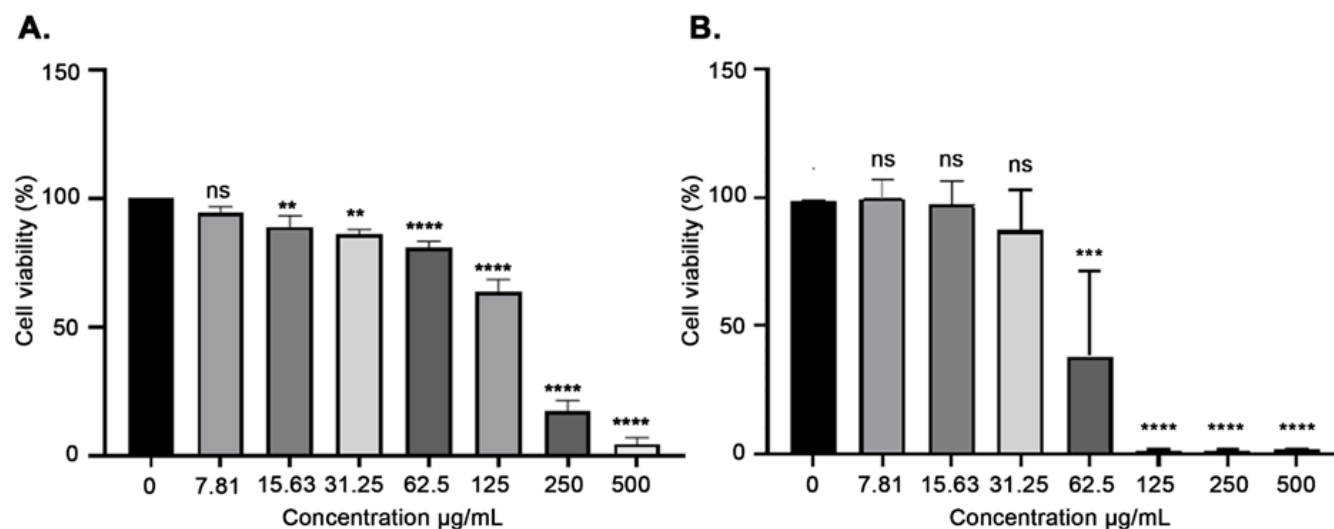 A.
150
100
50
0
Cell viability (%)
ns
**
**
****
****
****
****
0 7.81 15.63 31.25 62.5 125 250 500
Concentration µg/mL
B.
150
100
50
0
Cell viability (%)
ns
ns
ns
***
****
****
****
0 7.81 15.63 31.25 62.5 125 250 500
Concentration µg/mL